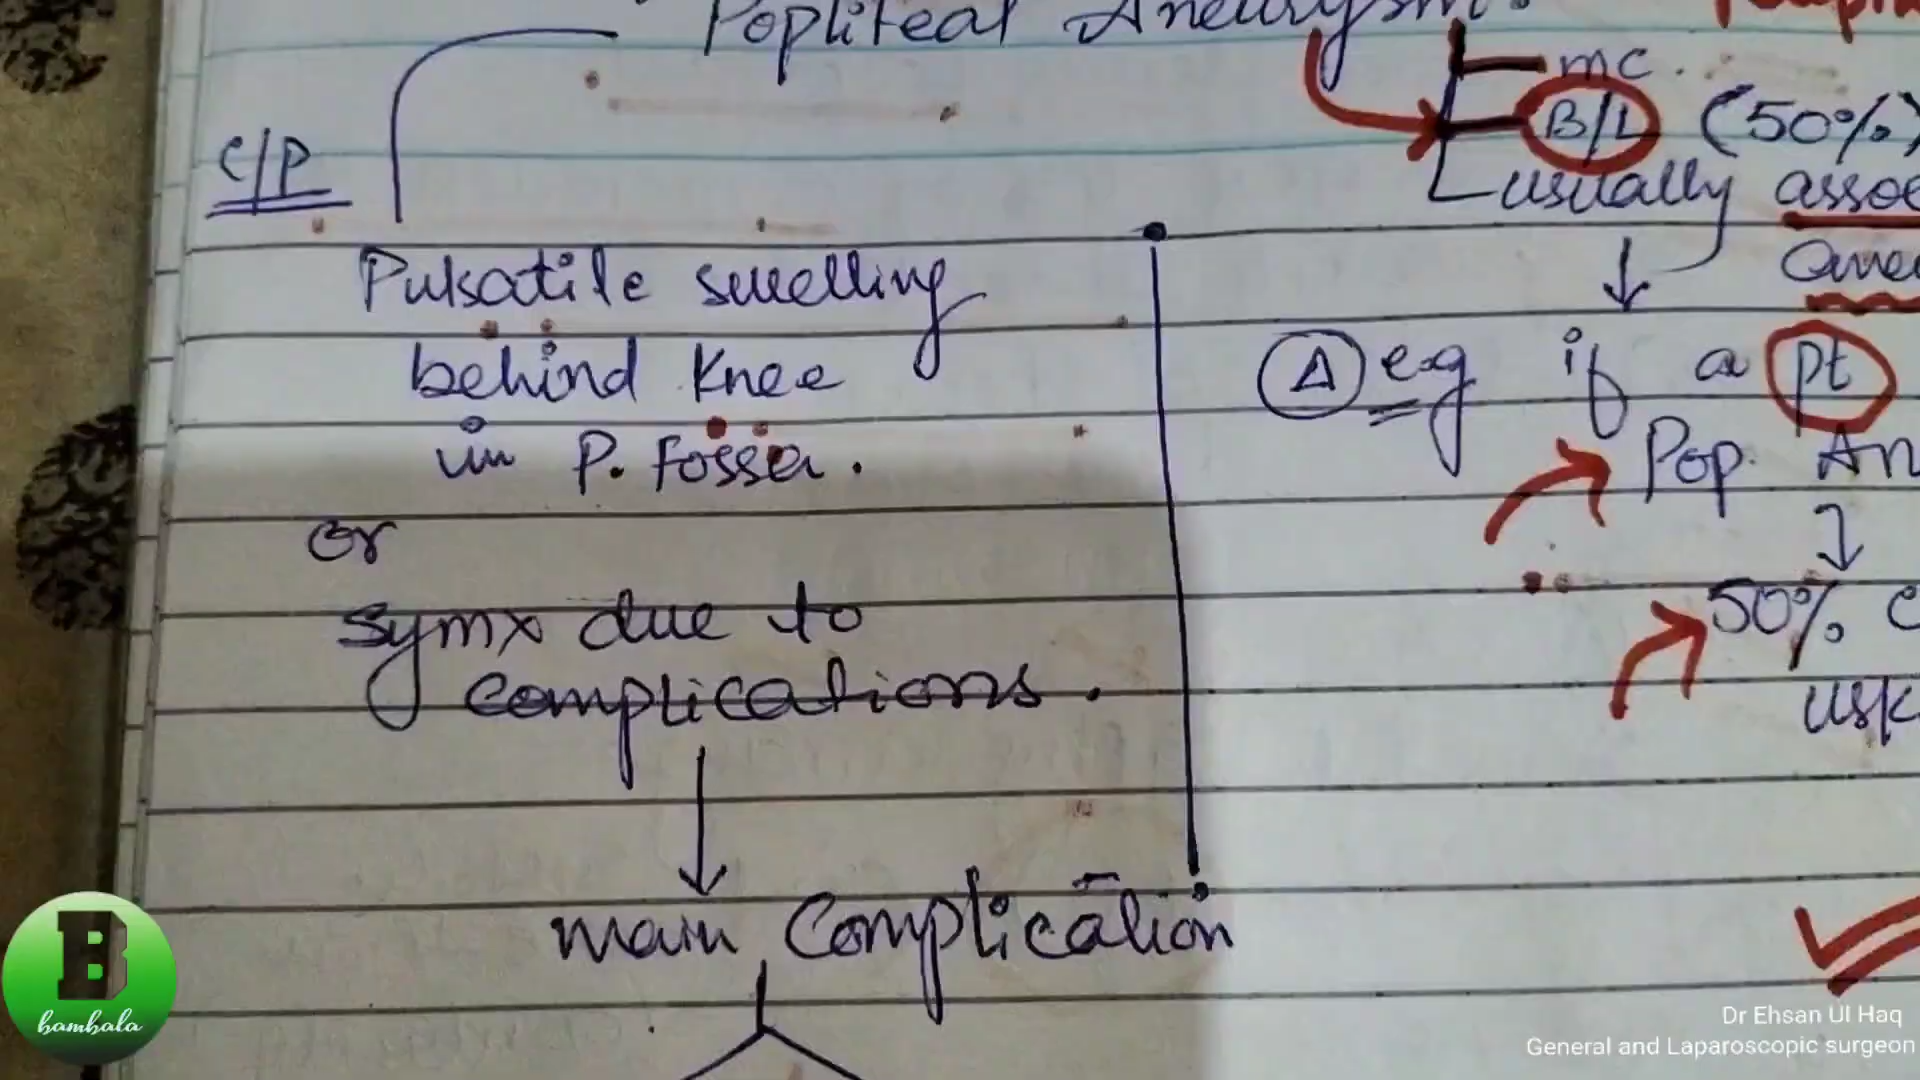 Popliteal Aneurysm.
mc.
B/L (50%)
usually
C/P
Pulsatile swelling
behind Knee
in P. Fossa.
or
Symx due to
complications.
main Complication
Δ eg if a pt
Pop. An
50% c
B
bambala
Dr Ehsan Ul Haq
General and Laparoscopic surgeon